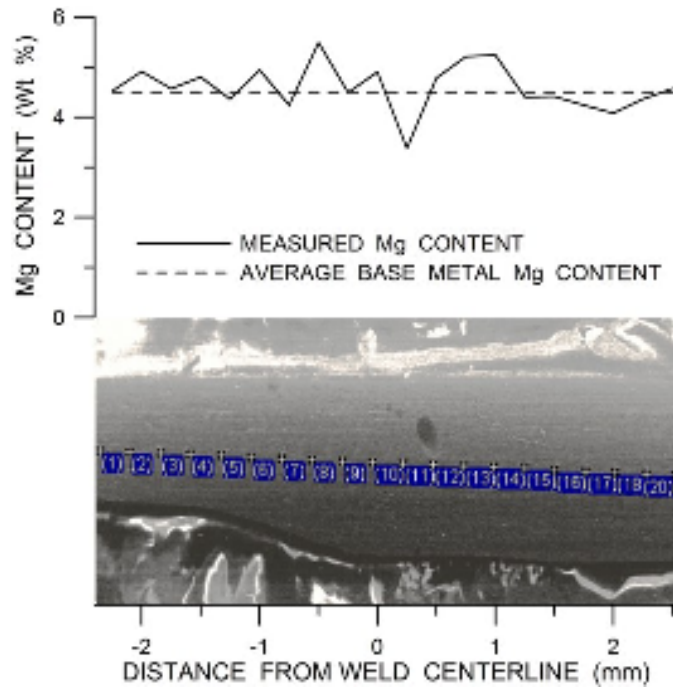 6
4
2
0
Mg CONTENT (Wt %)
MEASURED Mg CONTENT
AVERAGE BASE METAL Mg CONTENT
(1) (2) (3) (4) (5) (6) (7) (8) (9) (10) (11) (12) (13) (14) (15) (16) (17) (18) (20)
-2 -1 0 1 2
DISTANCE FROM WELD CENTERLINE (mm)